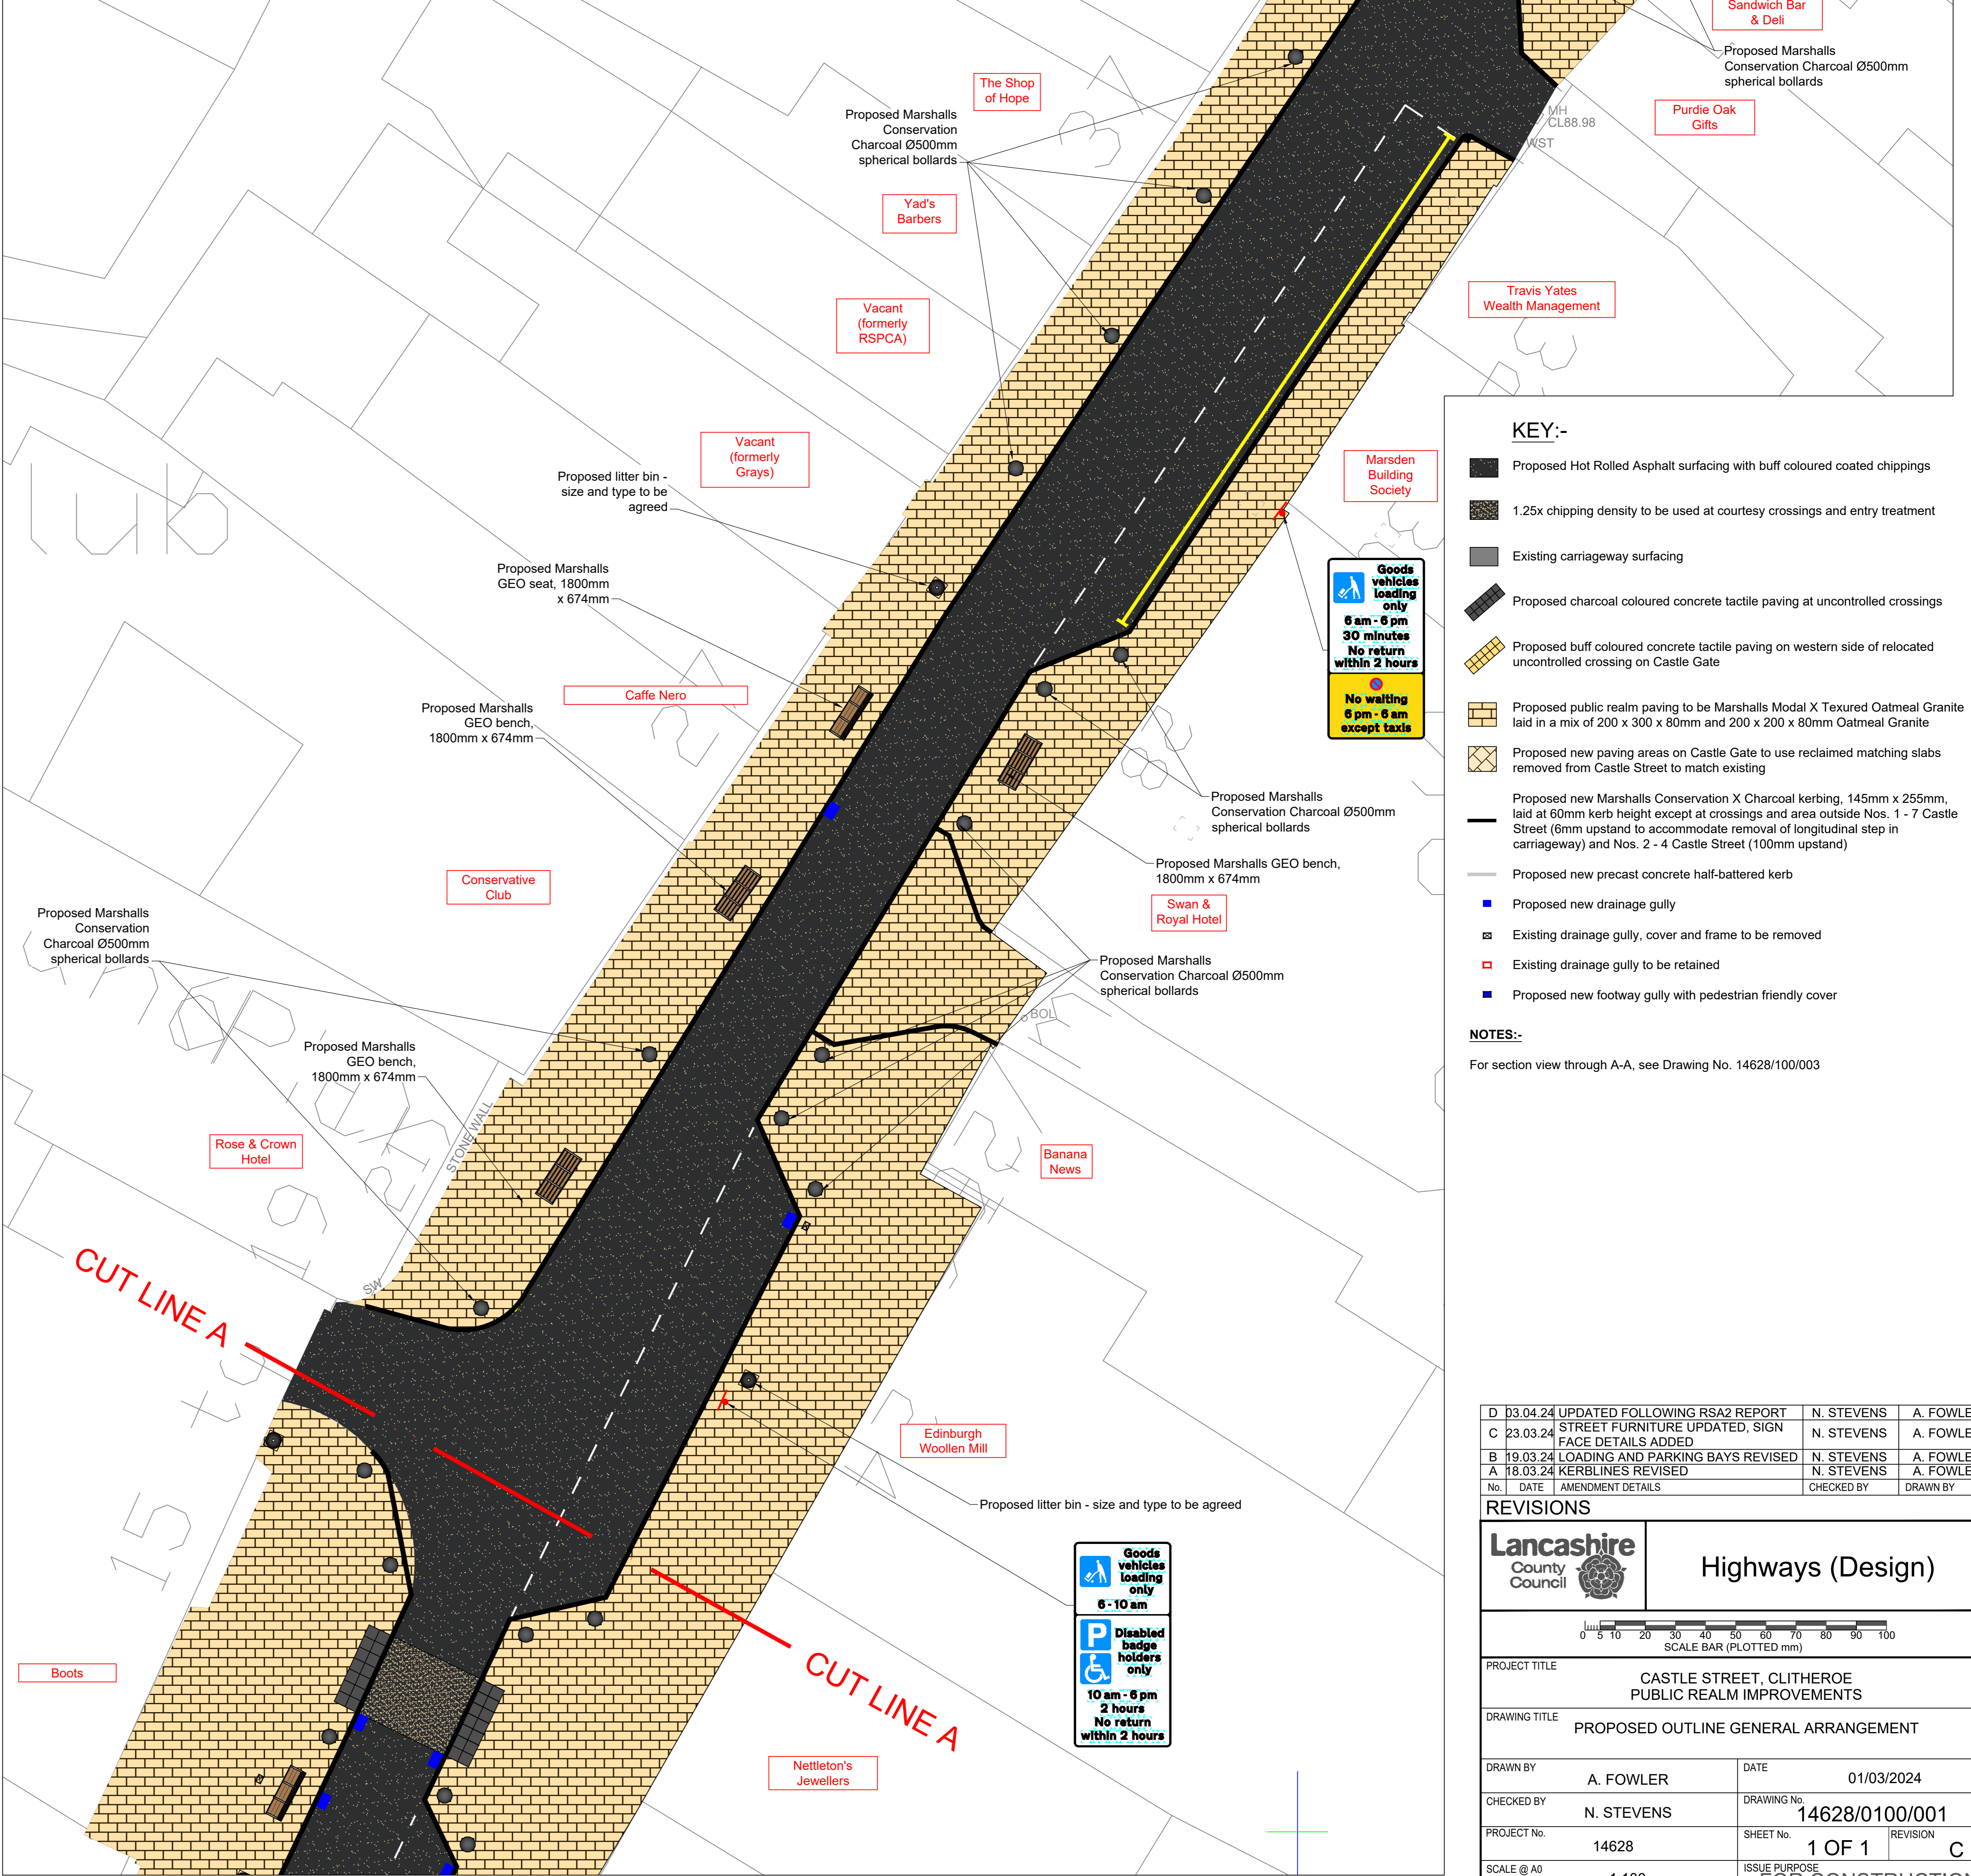 Sandwich Bar
& Deli
Proposed Marshalls
Conservation Charcoal Ø500mm
spherical bollards
The Shop
of Hope
Purdie Oak
Gifts
MH
CL88.98
WST
Proposed Marshalls
Conservation
Charcoal Ø500mm
spherical bollards
Yad's
Barbers
Travis Yates
Wealth Management
Vacant
(formerly
RSPCA)
Vacant
(formerly
Grays)
Marsden
Building
Society
Proposed litter bin -
size and type to be
agreed
Proposed Marshalls
GEO seat, 1800mm
x 674mm
Goods
vehicles
loading
only
6 am - 6 pm
30 minutes
No return
within 2 hours
No waiting
6 pm - 6 am
except taxis
Caffe Nero
Proposed Marshalls
GEO bench,
1800mm x 674mm
Proposed Marshalls
Conservation Charcoal Ø500mm
spherical bollards
Proposed Marshalls GEO bench,
1800mm x 674mm
Conservative
Club
Swan &
Royal Hotel
Proposed Marshalls
Conservation
Charcoal Ø500mm
spherical bollards
Proposed Marshalls
Conservation Charcoal Ø500mm
spherical bollards
BOL
Proposed Marshalls
GEO bench,
1800mm x 674mm
STONE WALL
Rose & Crown
Hotel
Banana
News
SW
CUT LINE A
Edinburgh
Woollen Mill
Proposed litter bin - size and type to be agreed
Goods
vehicles
loading
only
6 - 10 am
P
Disabled
badge
holders
only
10 am - 6 pm
2 hours
No return
within 2 hours
CUT LINE A
Boots
Nettleton's
Jewellers
KEY:-
Proposed Hot Rolled Asphalt surfacing with buff coloured coated chippings
1.25x chipping density to be used at courtesy crossings and entry treatment
Existing carriageway surfacing
Proposed charcoal coloured concrete tactile paving at uncontrolled crossings
Proposed buff coloured concrete tactile paving on western side of relocated
uncontrolled crossing on Castle Gate
Proposed public realm paving to be Marshalls Modal X Texured Oatmeal Granite
laid in a mix of 200 x 300 x 80mm and 200 x 200 x 80mm Oatmeal Granite
Proposed new paving areas on Castle Gate to use reclaimed matching slabs
removed from Castle Street to match existing
Proposed new Marshalls Conservation X Charcoal kerbing, 145mm x 255mm,
laid at 60mm kerb height except at crossings and area outside Nos. 1 - 7 Castle
Street (6mm upstand to accommodate removal of longitudinal step in
carriageway) and Nos. 2 - 4 Castle Street (100mm upstand)
Proposed new precast concrete half-battered kerb
Proposed new drainage gully
Existing drainage gully, cover and frame to be removed
Existing drainage gully to be retained
Proposed new footway gully with pedestrian friendly cover
NOTES:-
For section view through A-A, see Drawing No. 14628/100/003
D 03.04.24 UPDATED FOLLOWING RSA2 REPORT N. STEVENS A. FOWLE
C 23.03.24 STREET FURNITURE UPDATED, SIGN
FACE DETAILS ADDED N. STEVENS A. FOWLE
B 19.03.24 LOADING AND PARKING BAYS REVISED N. STEVENS A. FOWLE
A 18.03.24 KERBLINES REVISED N. STEVENS A. FOWLE
No. DATE AMENDMENT DETAILS CHECKED BY DRAWN BY
REVISIONS
Lancashire
County
Council
Highways (Design)
0 5 10 20 30 40 50 60 70 80 90 100
SCALE BAR (PLOTTED mm)
PROJECT TITLE
CASTLE STREET, CLITHEROE
PUBLIC REALM IMPROVEMENTS
DRAWING TITLE
PROPOSED OUTLINE GENERAL ARRANGEMENT
DRAWN BY
A. FOWLER
DATE
01/03/2024
CHECKED BY
N. STEVENS
DRAWING No.
14628/0100/001
PROJECT No.
14628
SHEET No.
1 OF 1
REVISION
C
SCALE @ A0
ISSUE PURPOSE
FOR CONSTRUCTION